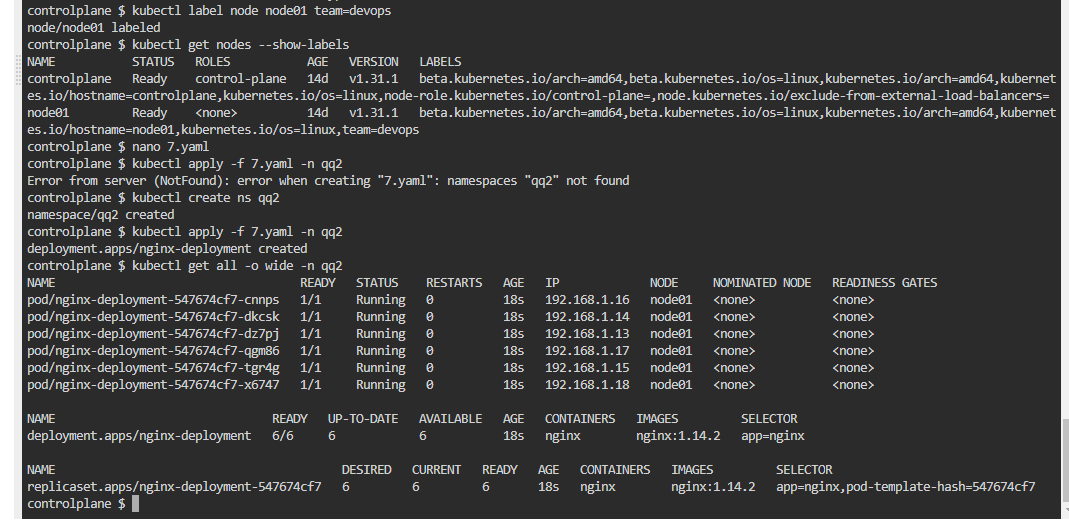 controlplane $ kubectl label node node01 team=devops
node/node01 labeled
controlplane $ kubectl get nodes --show-labels
NAME STATUS ROLES AGE VERSION LABELS
controlplane Ready control-plane 14d v1.31.1 beta.kubernetes.io/arch=amd64,beta.kubernetes.io/os=linux,kubernetes.io/arch=amd64,kubernet
es.io/hostname=controlplane,kubernetes.io/os=linux,node-role.kubernetes.io/control-plane=,node.kubernetes.io/exclude-from-external-load-balancers=
node01 Ready <none> 14d v1.31.1 beta.kubernetes.io/arch=amd64,beta.kubernetes.io/os=linux,kubernetes.io/arch=amd64,kubernet
es.io/hostname=node01,kubernetes.io/os=linux,team=devops
controlplane $ nano 7.yaml
controlplane $ kubectl apply -f 7.yaml -n qq2
Error from server (NotFound): error when creating "7.yaml": namespaces "qq2" not found
controlplane $ kubectl create ns qq2
namespace/qq2 created
controlplane $ kubectl apply -f 7.yaml -n qq2
deployment.apps/nginx-deployment created
controlplane $ kubectl get all -o wide -n qq2
NAME READY STATUS RESTARTS AGE IP NODE NOMINATED NODE READINESS GATES
pod/nginx-deployment-547674cf7-cnnps 1/1 Running 0 18s 192.168.1.16 node01 <none> <none>
pod/nginx-deployment-547674cf7-dkcsk 1/1 Running 0 18s 192.168.1.14 node01 <none> <none>
pod/nginx-deployment-547674cf7-dz7pj 1/1 Running 0 18s 192.168.1.13 node01 <none> <none>
pod/nginx-deployment-547674cf7-qgm86 1/1 Running 0 18s 192.168.1.17 node01 <none> <none>
pod/nginx-deployment-547674cf7-tgr4g 1/1 Running 0 18s 192.168.1.15 node01 <none> <none>
pod/nginx-deployment-547674cf7-x6747 1/1 Running 0 18s 192.168.1.18 node01 <none> <none>
NAME READY UP-TO-DATE AVAILABLE AGE CONTAINERS IMAGES SELECTOR
deployment.apps/nginx-deployment 6/6 6 6 18s nginx nginx:1.14.2 app=nginx
NAME DESIRED CURRENT READY AGE CONTAINERS IMAGES SELECTOR
replicaset.apps/nginx-deployment-547674cf7 6 6 6 18s nginx nginx:1.14.2 app=nginx,pod-template-hash=547674cf7
controlplane $